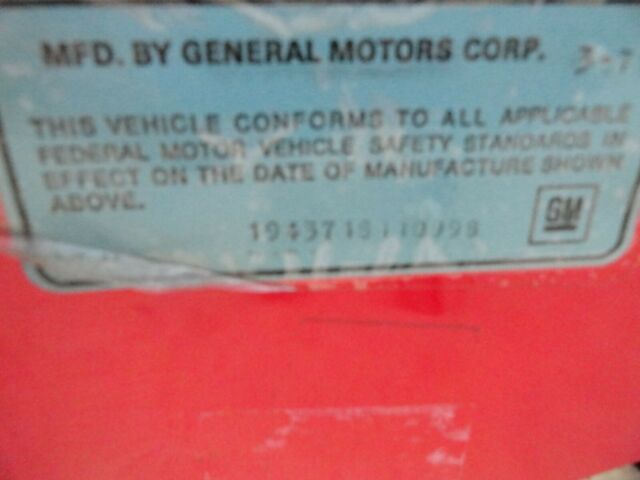 MFD. BY GENERAL MOTORS CORP.
THIS VEHICLE CONFORMS TO ALL APPLICABLE
FEDERAL MOTOR VEHICLE SAFETY STANDARDS IN
EFFECT ON THE DATE OF MANUFACTURE SHOWN
ABOVE.
GM